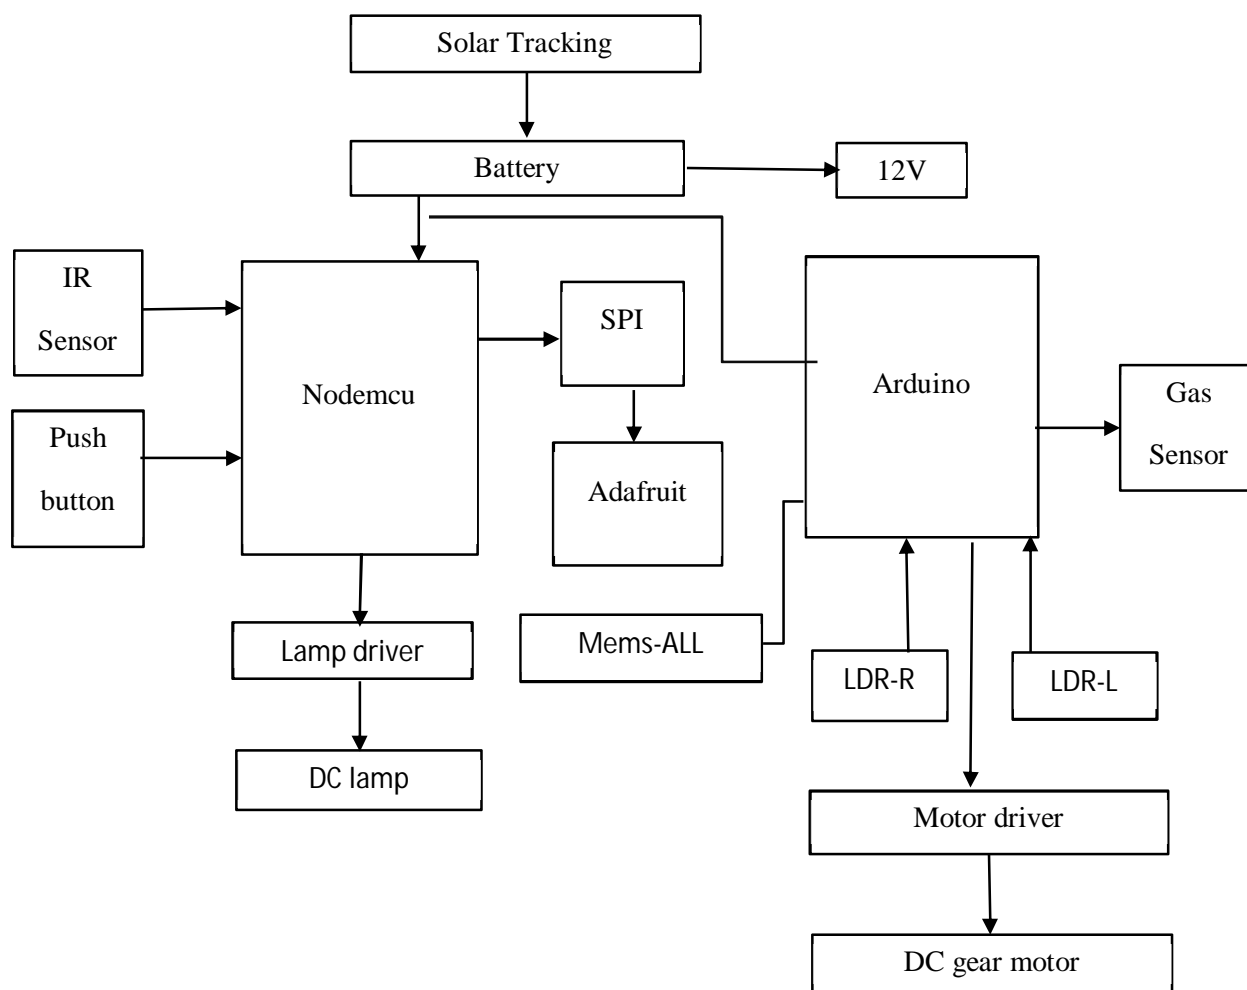 Solar Tracking
Battery
12V
IR
Sensor
Nodemcu
SPI
Arduino
Gas
Sensor
Push
button
Adafruit
Lamp driver
Mems-ALL
LDR-R
LDR-L
DC lamp
Motor driver
DC gear motor